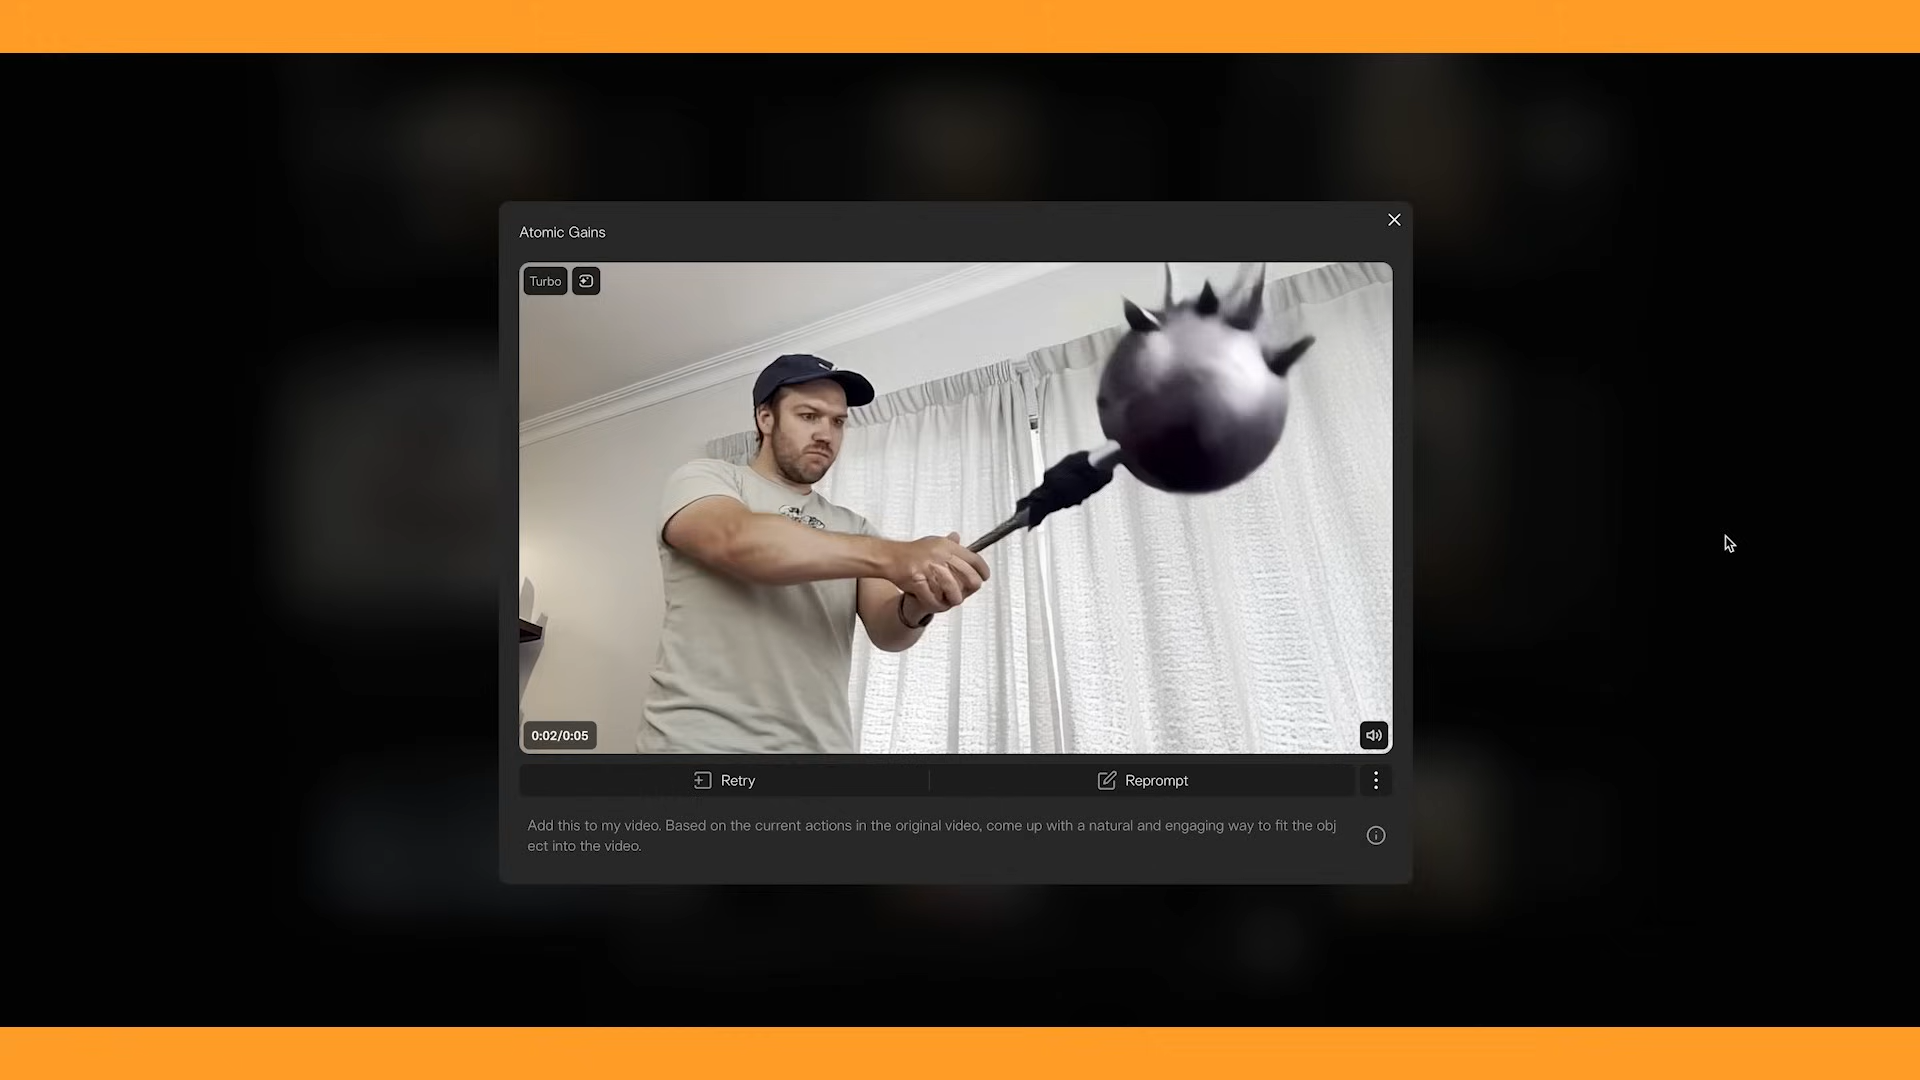 Atomic Gains
Turbo
0:02/0:05
Retry
Reprompt
Add this to my video. Based on the current actions in the original video, come up with a natural and engaging way to fit the obj
ect into the video.